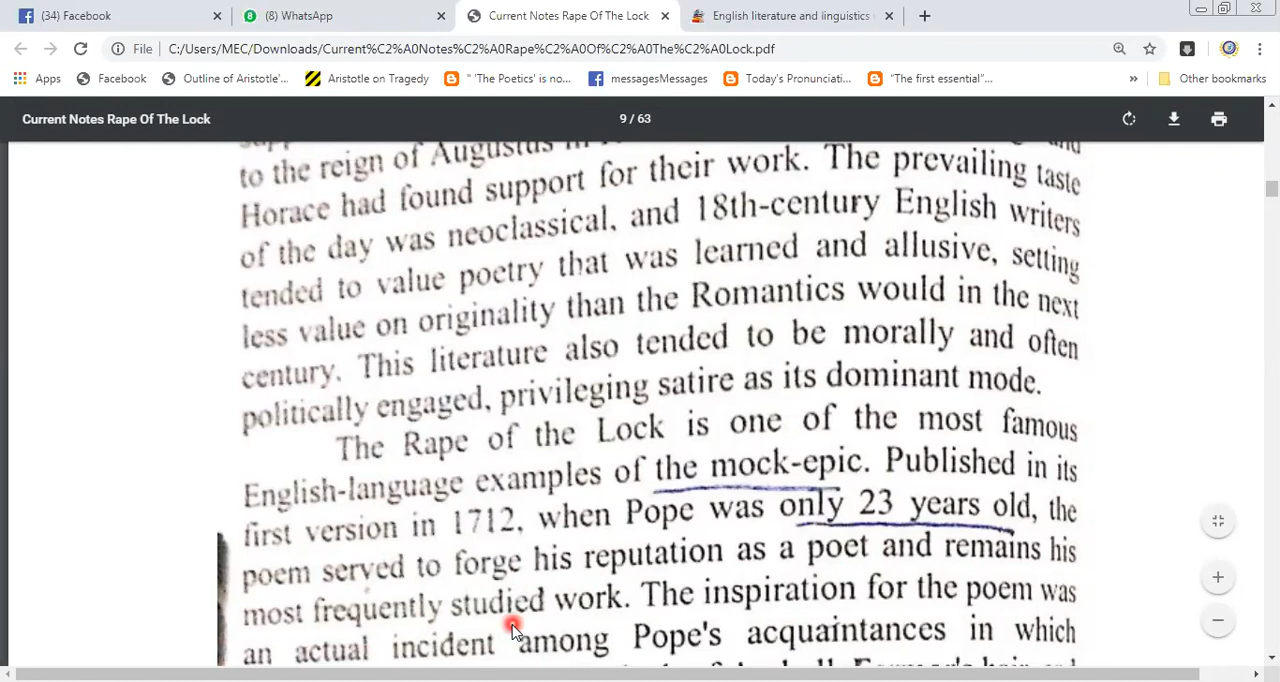 (34) Facebook
(8) WhatsApp
Current Notes Rape Of The Lock
English literature and linguistics
File
C:/Users/MEC/Downloads/Current%C2%A0Notes%C2%A0Rape%C2%A0Of%C2%A0The%C2%A0Lock.pdf
Apps
Facebook
Outline of Aristotle'...
Aristotle on Tragedy
" 'The Poetics' is no...
messagesMessages
Today's Pronunciati...
"The first essential"...
»
Other bookmarks
Current Notes Rape Of The Lock
9 / 63
to the reign of Augustus in
Horace had found support for their work. The prevailing taste
of the day was neoclassical, and 18th-century English writers
tended to value poetry that was learned and allusive, setting
less value on originality than the Romantics would in the next
century. This literature also tended to be morally and often
politically engaged, privileging satire as its dominant mode.
The Rape of the Lock is one of the most famous
English-language examples of the mock-epic. Published in its
first version in 1712, when Pope was only 23 years old, the
poem served to forge his reputation as a poet and remains his
most frequently studied work. The inspiration for the poem was
an actual incident among Pope's acquaintances in which